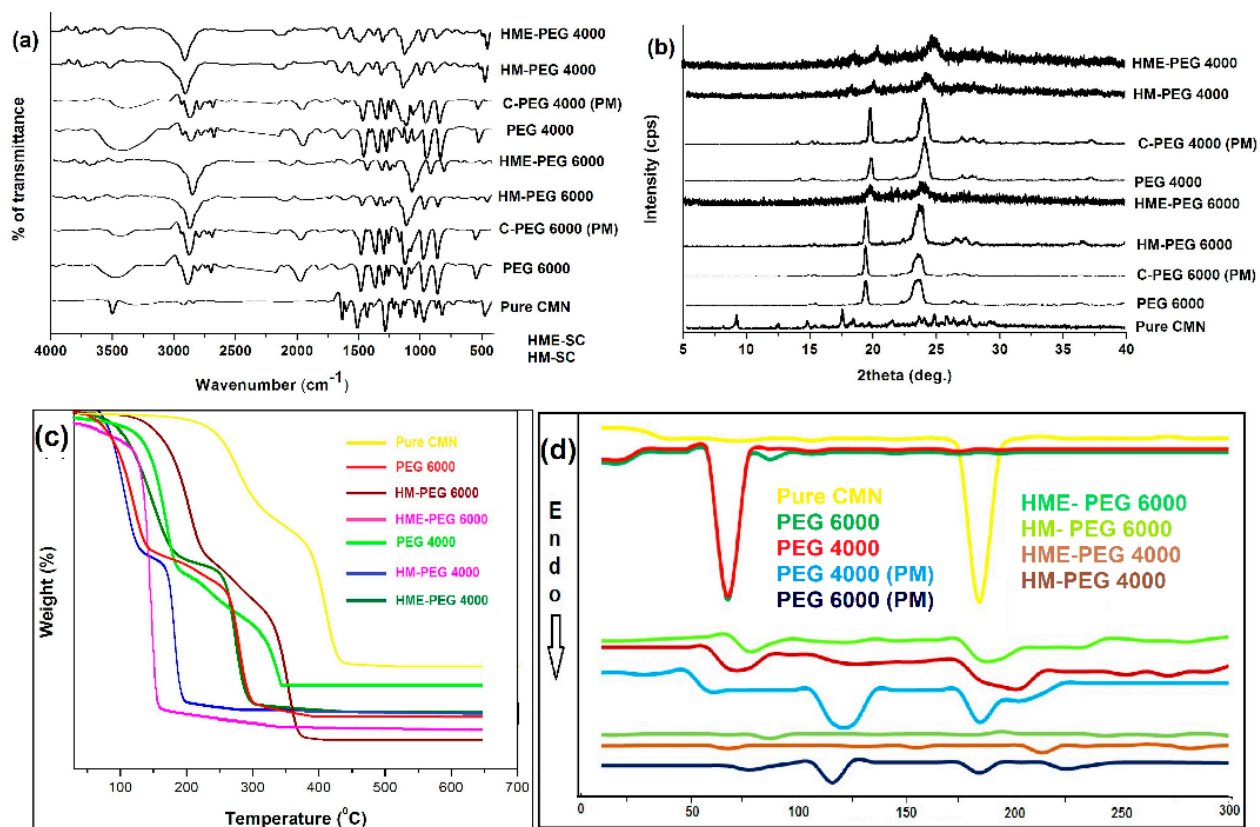 (a)
HME-PEG 4000
HM-PEG 4000
C-PEG 4000 (PM)
PEG 4000
HME-PEG 6000
HM-PEG 6000
C-PEG 6000 (PM)
PEG 6000
Pure CMN
HME-SC
HM-SC
% of transmittance
4000 3500 3000 2500 2000 1500 1000 500
Wavenumber (cm⁻¹)
(b)
HME-PEG 4000
HM-PEG 4000
C-PEG 4000 (PM)
PEG 4000
HME-PEG 6000
HM-PEG 6000
C-PEG 6000 (PM)
PEG 6000
Pure CMN
Intensity (cps)
5 10 15 20 25 30 35 40
2theta (deg.)
(c)
Pure CMN
PEG 6000
HM-PEG 6000
HME-PEG 6000
PEG 4000
HM-PEG 4000
HME-PEG 4000
Weight (%)
100 200 300 400 500 600 700
Temperature (°C)
(d)
Endo
Pure CMN
PEG 6000
PEG 4000
PEG 4000 (PM)
PEG 6000 (PM)
HME- PEG 6000
HM- PEG 6000
HME-PEG 4000
HM-PEG 4000
0 50 100 150 200 250 300